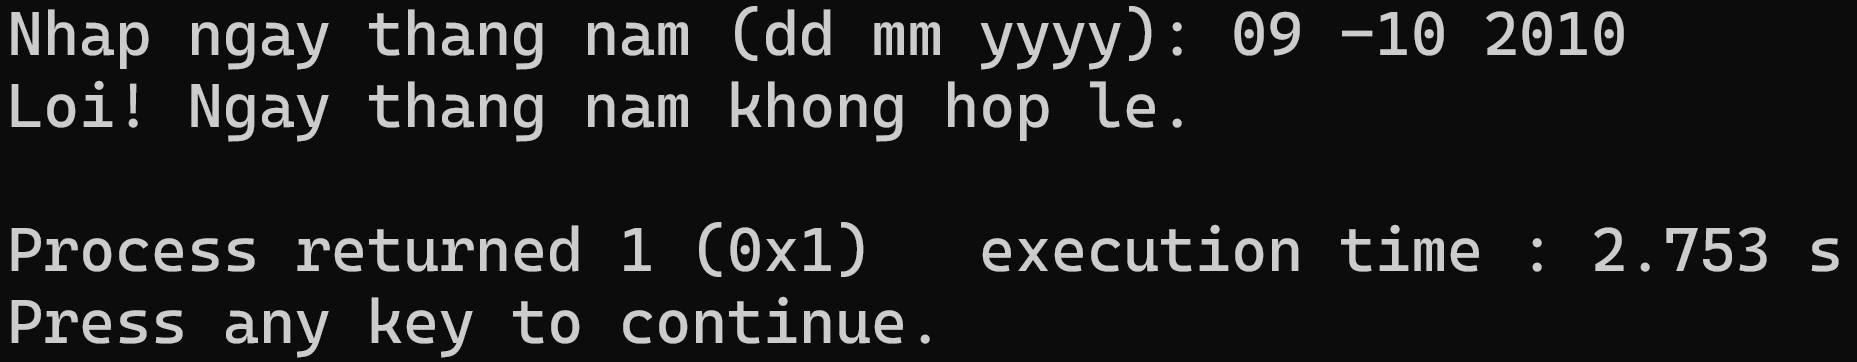 Nhap ngay thang nam (dd mm yyyy): 09 -10 2010
Loi! Ngay thang nam khong hop le.
Process returned 1 (0x1)   execution time : 2.753 s
Press any key to continue.